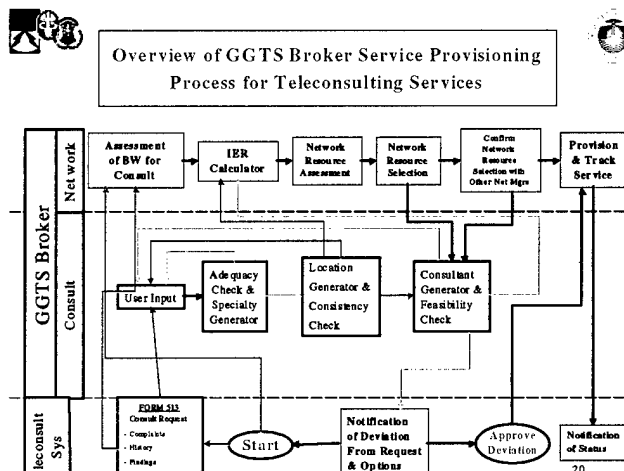 Overview of GGTS Broker Service Provisioning
Process for Teleconsulting Services
GGTS Broker
Network
Assessment
of BW for
Consult
IER
Calculator
Network
Resource
Assessment
Network
Resource
Selection
Confirm
Network
Resource
Selection with
Other Net Mgrs
Provision
& Track
Service
Consult
User Input
Adequacy
Check &
Specialty
Generator
Location
Generator &
Consistency
Check
Consultant
Generator &
Feasibility
Check
Teleconsult
Sys
FORM 513
Consult Request
- Complaints
- History
- Findings
Start
Notification
of Deviation
From Request
& Options
Approve
Deviation
Notification
of Status
20